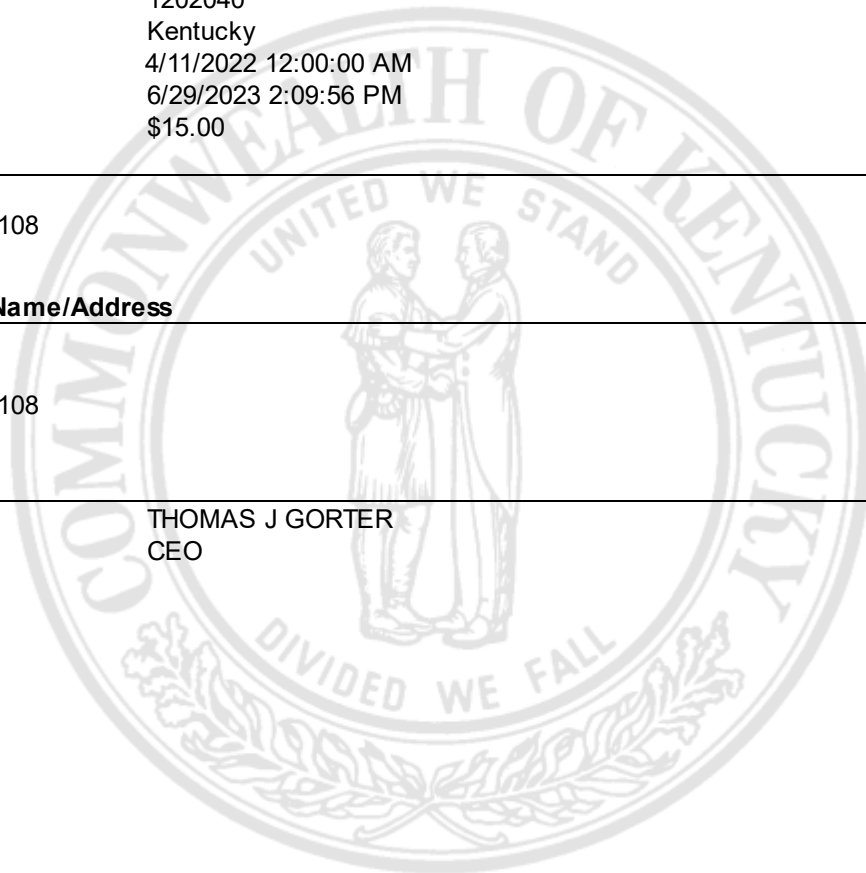 1202040
Kentucky
4/11/2022 12:00:00 AM
6/29/2023 2:09:56 PM
$15.00
108
Name/Address
108
THOMAS J GORTER
CEO
COMMONWEALTH OF KENTUCKY
UNITED WE STAND
DIVIDED WE FALL